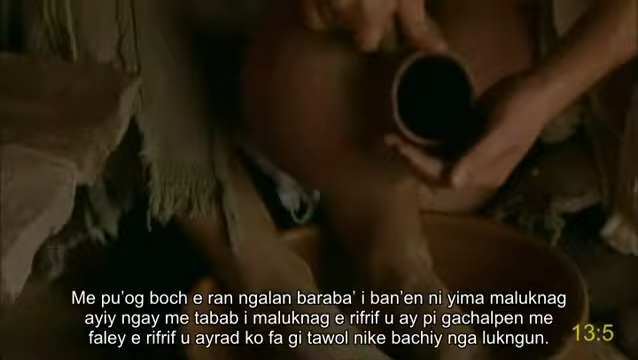 Me pu'og boch e ran ngalan baraba' i ban'en ni yima maluknag
ayiy ngay me tabab i maluknag e rifrif u ay pi gachalpen me
faley e rifrif u ayrad ko fa gi tawol nike bachiy nga lukngun.
13:5